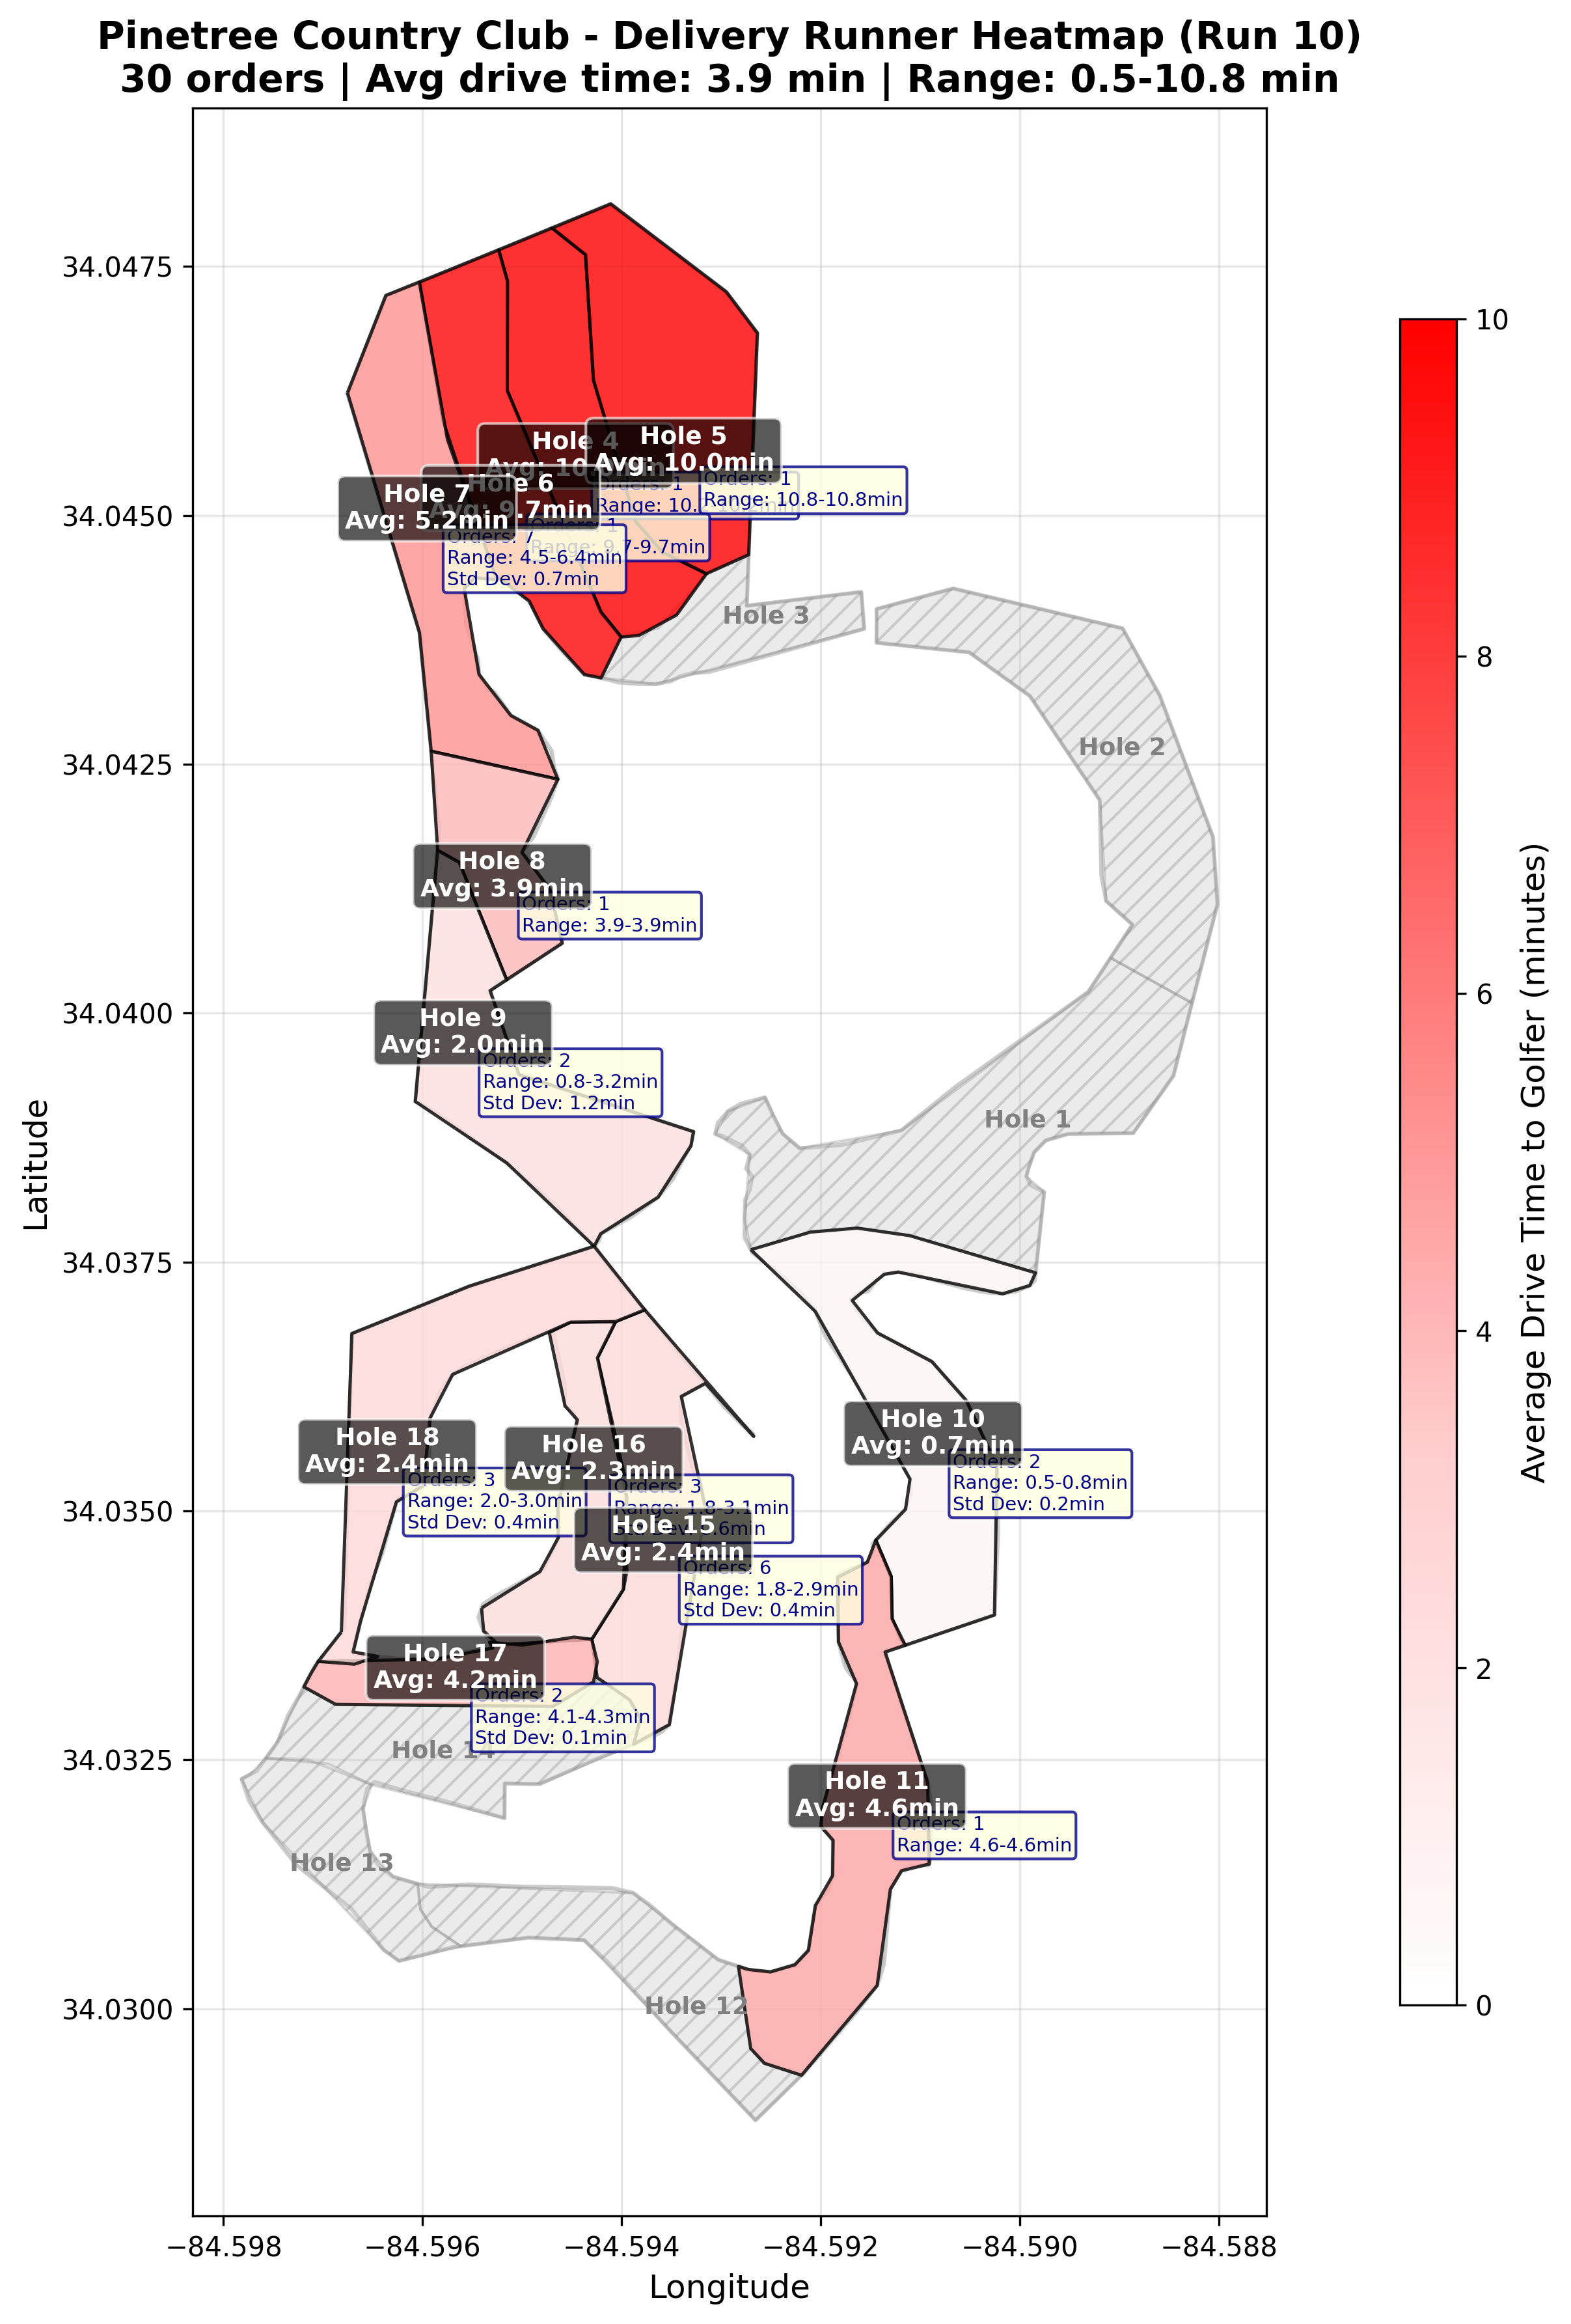 Pinetree Country Club - Delivery Runner Heatmap (Run 10)
30 orders | Avg drive time: 3.9 min | Range: 0.5-10.8 min
34.0475
34.0450
34.0425
34.0400
34.0375
34.0350
34.0325
34.0300
Latitude
−84.598
−84.596
−84.594
−84.592
−84.590
−84.588
Longitude
Hole 4
Avg:
Hole 5
Avg: 10.0min
Orders: 1
Range: 10.8-10.8min
Orders: 1
Range:
Hole 6
9.7min
Orders: 1
Range: 9.7-9.7min
Hole 7
Avg: 5.2min
Orders: 7
Range: 4.5-6.4min
Std Dev: 0.7min
Hole 3
Hole 2
Hole 8
Avg: 3.9min
Orders: 1
Range: 3.9-3.9min
Hole 9
Avg: 2.0min
Orders: 2
Range: 0.8-3.2min
Std Dev: 1.2min
Hole 1
Hole 10
Avg: 0.7min
Orders: 2
Range: 0.5-0.8min
Std Dev: 0.2min
Hole 18
Avg: 2.4min
Orders: 3
Range: 2.0-3.0min
Std Dev: 0.4min
Hole 16
Avg: 2.3min
Orders: 3
Range: 1.8-3.1min
Std Dev: 0.6min
Hole 15
Avg: 2.4min
Orders: 6
Range: 1.8-2.9min
Std Dev: 0.4min
Hole 17
Avg: 4.2min
Orders: 2
Range: 4.1-4.3min
Std Dev: 0.1min
Hole 14
Hole 11
Avg: 4.6min
Orders: 1
Range: 4.6-4.6min
Hole 13
Hole 12
10
8
6
4
2
0
Average Drive Time to Golfer (minutes)